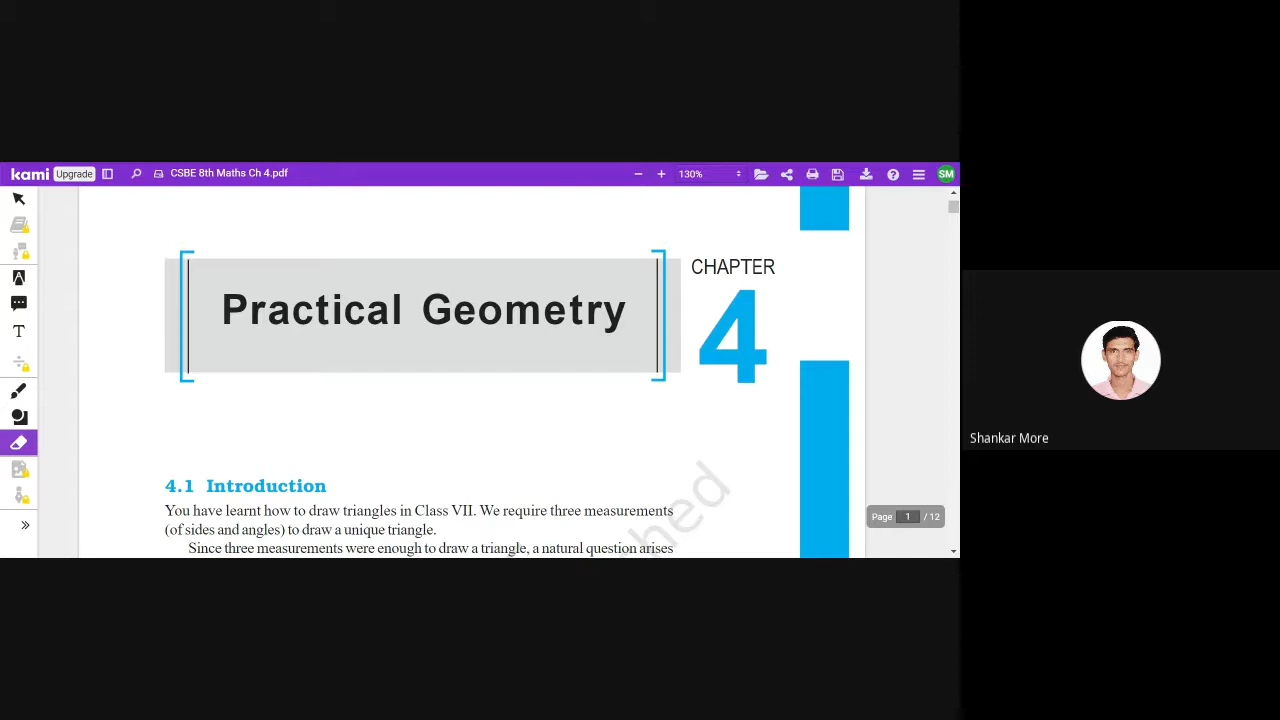 kami Upgrade CSBE 8th Maths Ch 4.pdf 130% SM
CHAPTER
Practical Geometry
4
4.1 Introduction
You have learnt how to draw triangles in Class VII. We require three measurements
(of sides and angles) to draw a unique triangle.
Since three measurements were enough to draw a triangle, a natural question arises
hed
Page 1 / 12
T
Shankar More